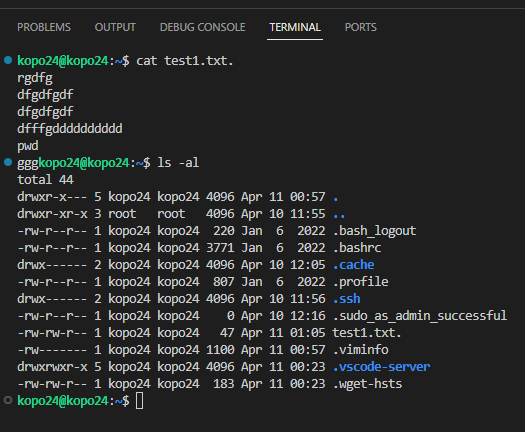 PROBLEMS OUTPUT DEBUG CONSOLE TERMINAL PORTS
kopo24@kopo24:~$ cat test1.txt.
rgdfg
dfgdfgdf
dfgdfgdf
dfffgdddddddddd
pwd
gggkopo24@kopo24:~$ ls -al
total 44
drwxr-x--- 5 kopo24 kopo24 4096 Apr 11 00:57 .
drwxr-xr-x 3 root   root   4096 Apr 10 11:55 ..
-rw-r--r-- 1 kopo24 kopo24  220 Jan  6  2022 .bash_logout
-rw-r--r-- 1 kopo24 kopo24 3771 Jan  6  2022 .bashrc
drwx------ 2 kopo24 kopo24 4096 Apr 10 12:05 .cache
-rw-r--r-- 1 kopo24 kopo24  807 Jan  6  2022 .profile
drwx------ 2 kopo24 kopo24 4096 Apr 10 11:56 .ssh
-rw-r--r-- 1 kopo24 kopo24    0 Apr 10 12:16 .sudo_as_admin_successful
-rw-rw-r-- 1 kopo24 kopo24   47 Apr 11 01:05 test1.txt.
-rw------- 1 kopo24 kopo24 1100 Apr 11 00:57 .viminfo
drwxrwxr-x 5 kopo24 kopo24 4096 Apr 11 00:23 .vscode-server
-rw-rw-r-- 1 kopo24 kopo24  183 Apr 11 00:23 .wget-hsts
kopo24@kopo24:~$